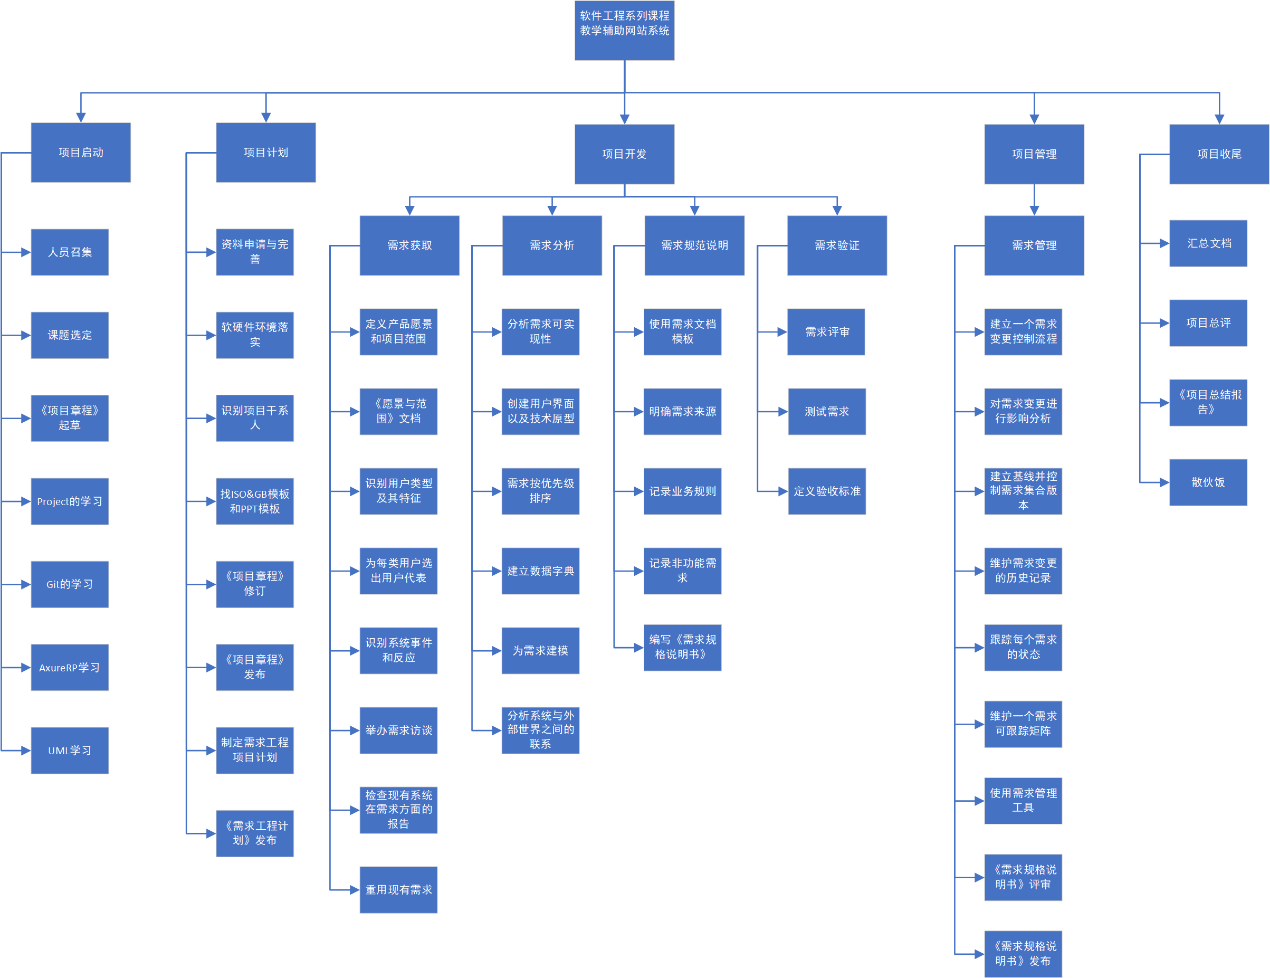 软件工程系列课程
教学辅助网站系统
项目启动
人员召集
课题选定
《项目章程》
起草
Project的学习
Git的学习
AxureRP学习
UMl 学习
项目计划
资料申请与完
善
软硬件环境落
实
识别项目干系
人
找ISO&GB模板
和PPT模板
《项目章程》
修订
《项目章程》
发布
制定需求工程
项目计划
《需求工程计
划》发布
项目开发
需求获取
定义产品愿景
和项目范围
《愿景与范
围》文档
识别用户类型
及其特征
为每类用户选
出用户代表
识别系统事件
和反应
举办需求访谈
检查现有系统
在需求方面的
报告
重用现有需求
需求分析
分析需求可实
现性
创建用户界面
以及技术原型
需求按优先级
排序
建立数据字典
为需求建模
分析系统与外
部世界之间的
联系
需求规范说明
使用需求文档
模板
明确需求来源
记录业务规则
记录非功能需
求
编写《需求规
格说明书》
需求验证
需求评审
测试需求
定义验收标准
项目管理
需求管理
建立一个需求
变更控制流程
对需求变更进
行影响分析
建立基线并控
制需求集合版
本
维护需求变更
的历史记录
跟踪每个需求
的状态
维护一个需求
可跟踪矩阵
使用需求管理
工具
《需求规格说
明书》评审
《需求规格说
明书》发布
项目收尾
汇总文档
项目总评
《项目总结报
告》
散伙饭